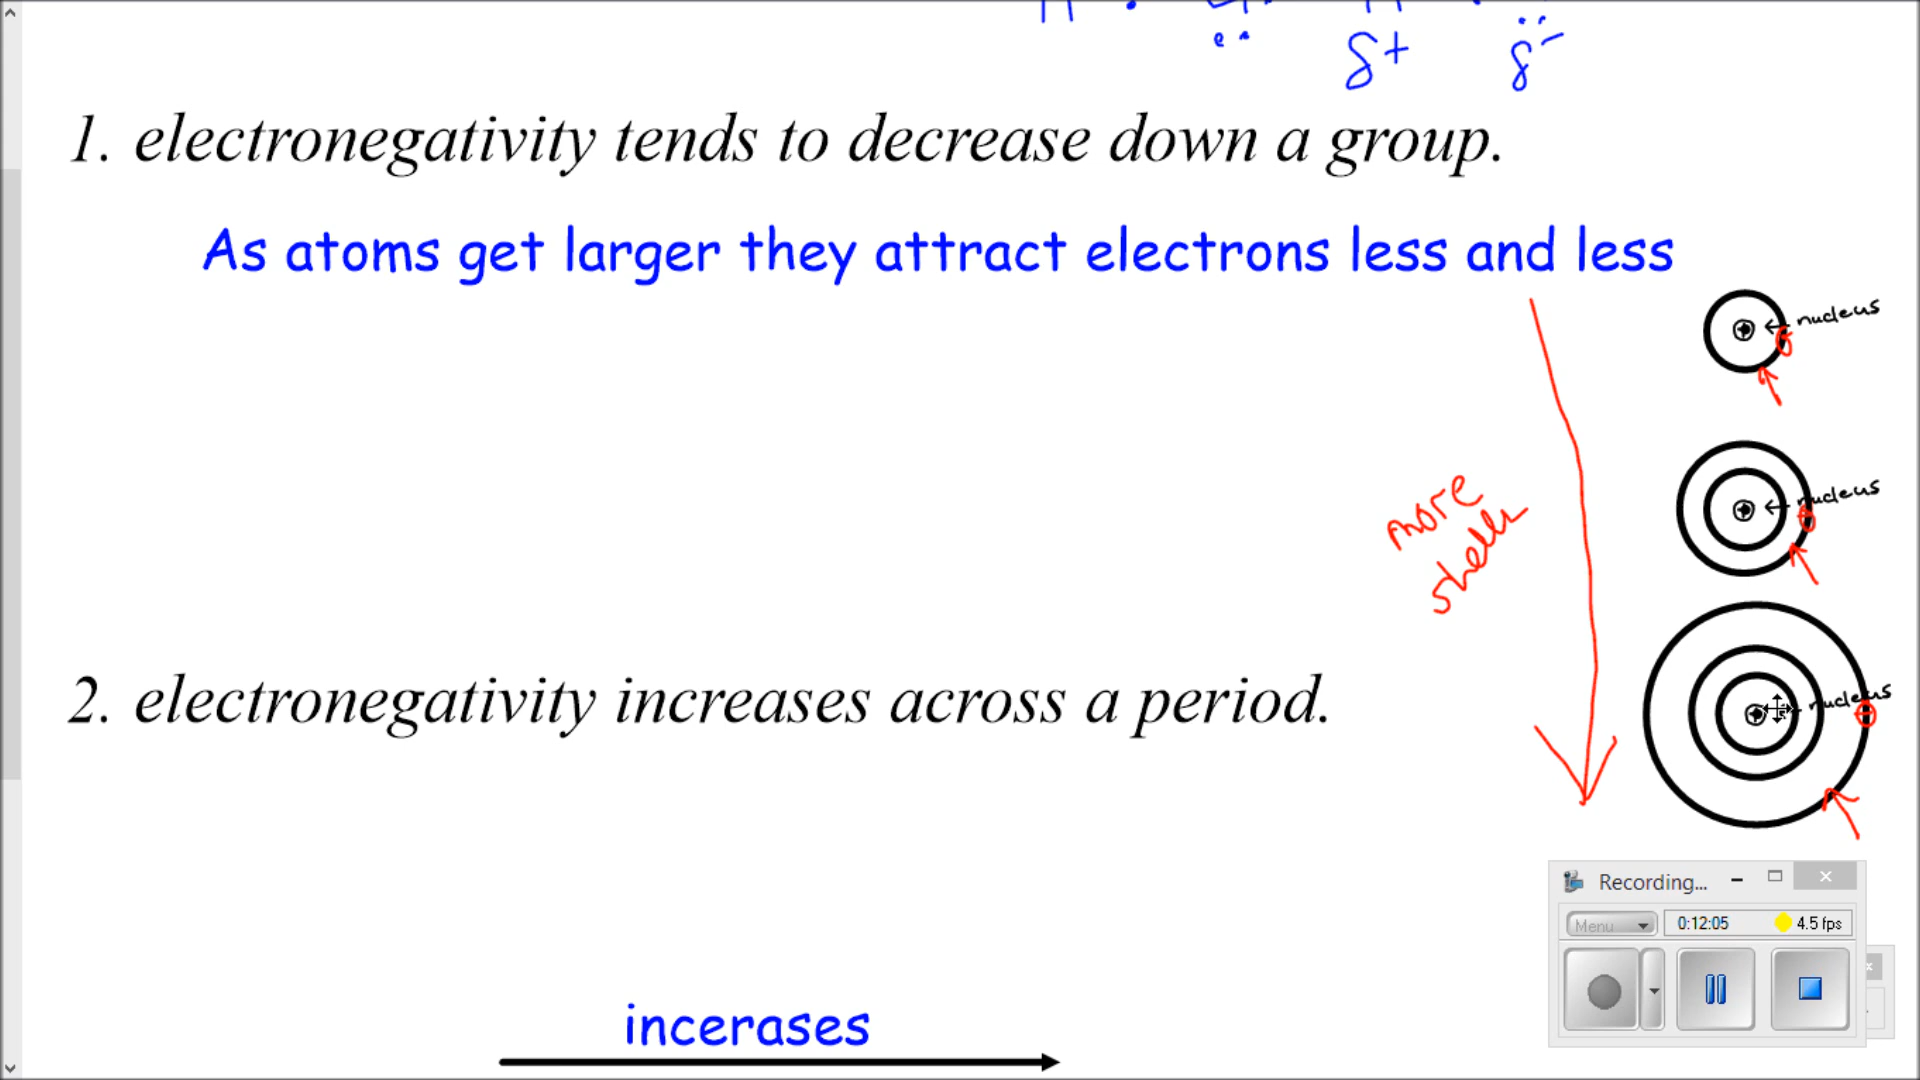 δ+ δ-
1. electronegativity tends to decrease down a group.
As atoms get larger they attract electrons less and less
nucleus
more
shells
nucleus
nucleus
2. electronegativity increases across a period.
Recording...
Menu 0:12:05 4.5 fps
incerases